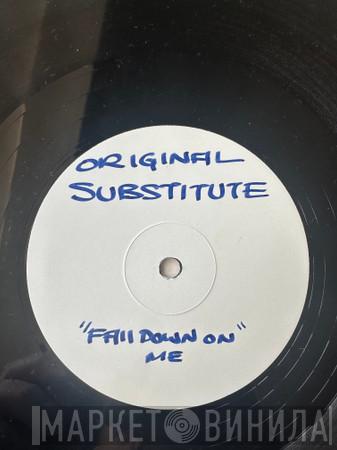 ORIGINAL
SUBSTITUTE
"FAll DOWN ON"
ME
МАРКЕТ ВИНИЛА